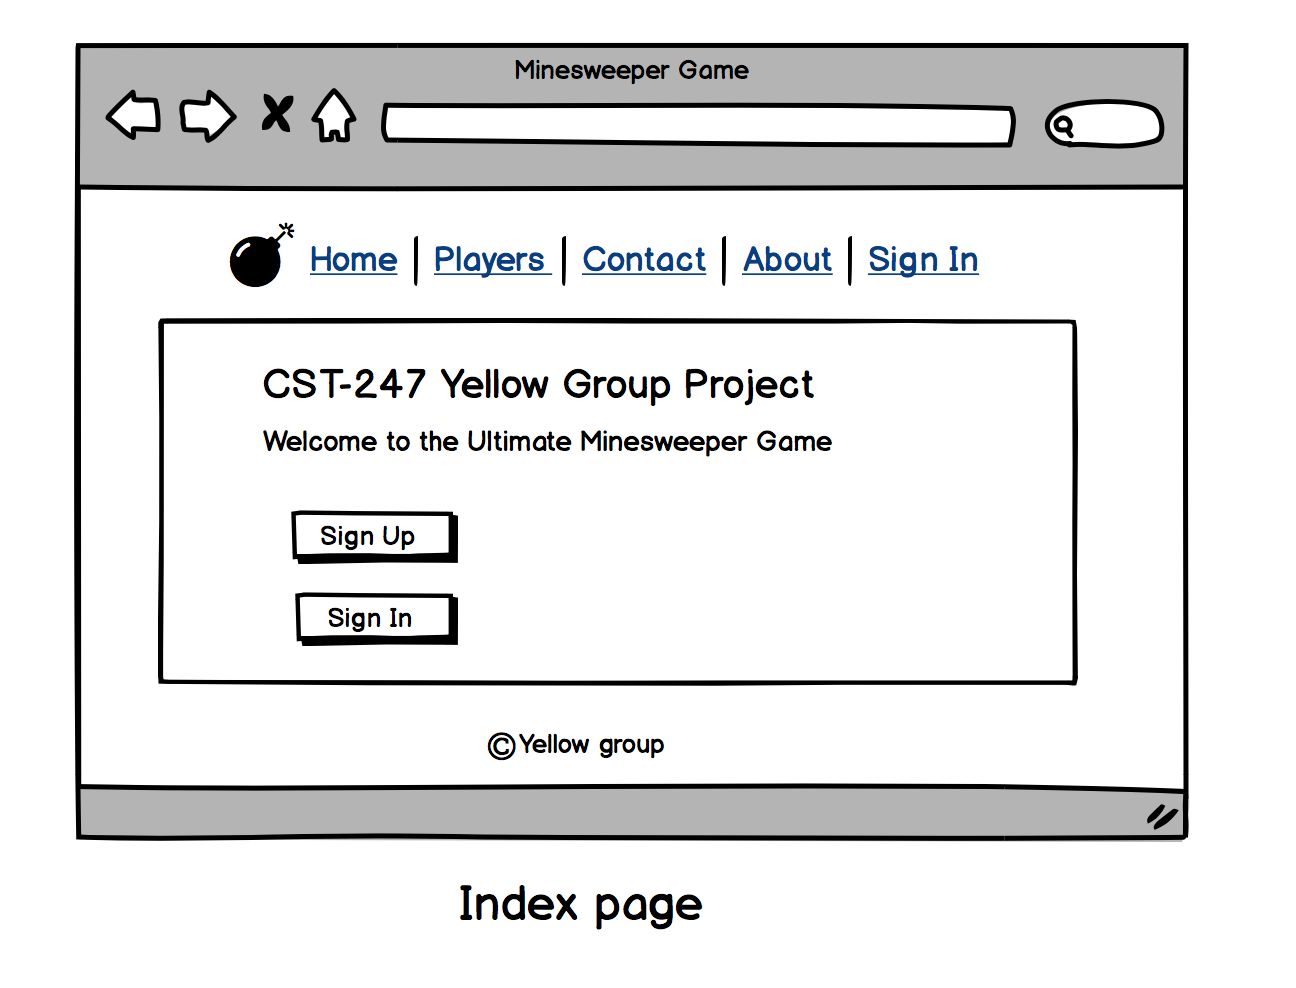 Minesweeper Game
Home | Players | Contact | About | Sign In
CST-247 Yellow Group Project
Welcome to the Ultimate Minesweeper Game
Sign Up
Sign In
© Yellow group
Index page